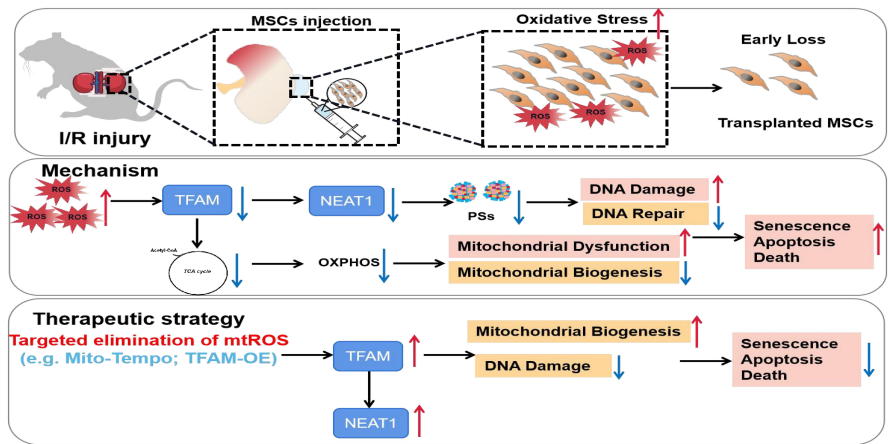 MSCs injection
Oxidative Stress
ROS
Early Loss
ROS
ROS
I/R injury
Transplanted MSCs
Mechanism
ROS
ROS
ROS
TFAM
NEAT1
PSs
DNA Damage
DNA Repair
Acetyl-CoA
TCA cycle
OXPHOS
Mitochondrial Dysfunction
Mitochondrial Biogenesis
Senescence
Apoptosis
Death
Therapeutic strategy
Targeted elimination of mtROS
(e.g. Mito-Tempo; TFAM-OE)
TFAM
NEAT1
Mitochondrial Biogenesis
DNA Damage
Senescence
Apoptosis
Death